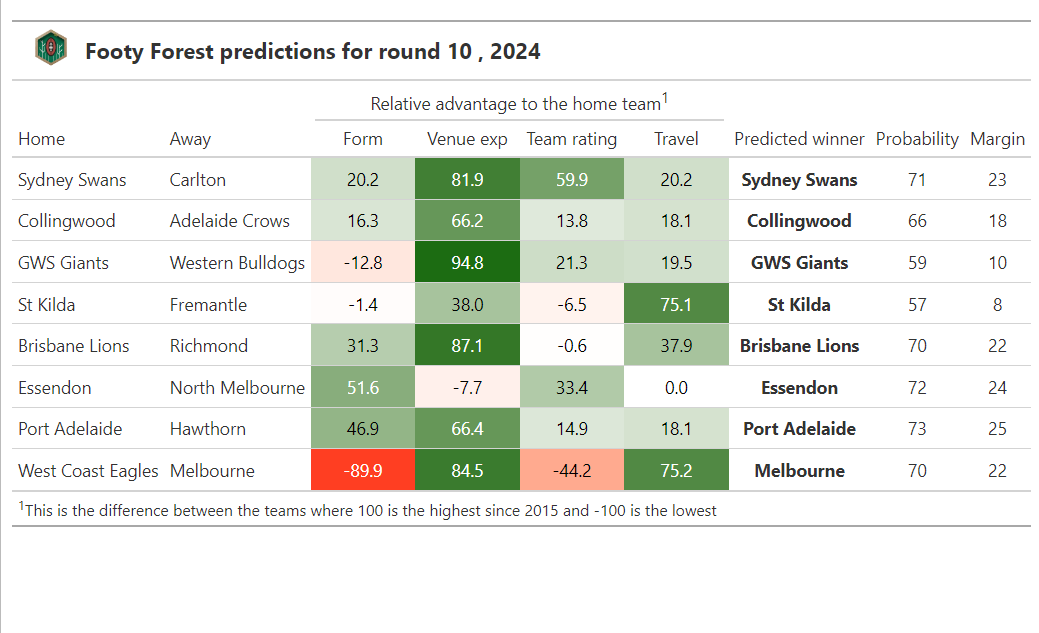 Footy Forest predictions for round 10 , 2024
Relative advantage to the home team1
Home Away Form Venue exp Team rating Travel Predicted winner Probability Margin
Sydney Swans Carlton 20.2 81.9 59.9 20.2 Sydney Swans 71 23
Collingwood Adelaide Crows 16.3 66.2 13.8 18.1 Collingwood 66 18
GWS Giants Western Bulldogs -12.8 94.8 21.3 19.5 GWS Giants 59 10
St Kilda Fremantle -1.4 38.0 -6.5 75.1 St Kilda 57 8
Brisbane Lions Richmond 31.3 87.1 -0.6 37.9 Brisbane Lions 70 22
Essendon North Melbourne 51.6 -7.7 33.4 0.0 Essendon 72 24
Port Adelaide Hawthorn 46.9 66.4 14.9 18.1 Port Adelaide 73 25
West Coast Eagles Melbourne -89.9 84.5 -44.2 75.2 Melbourne 70 22
1This is the difference between the teams where 100 is the highest since 2015 and -100 is the lowest